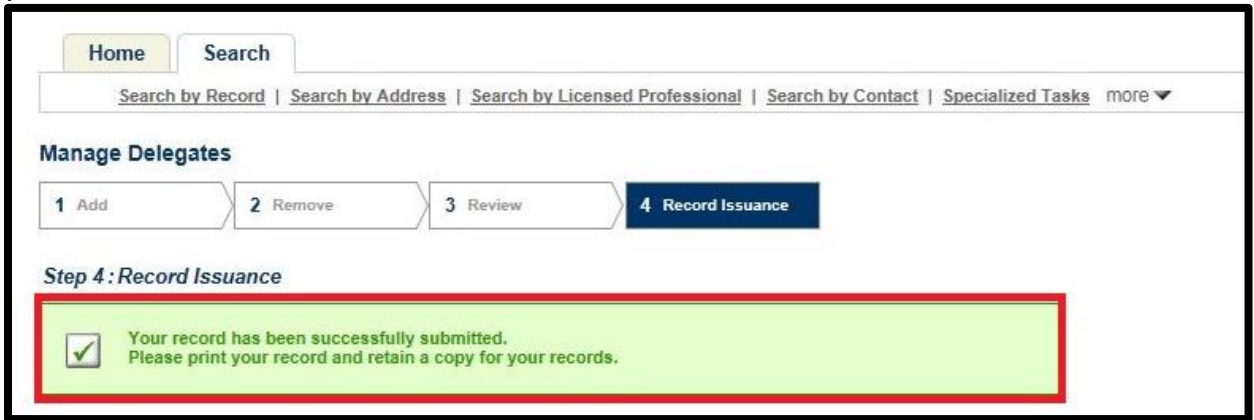 Home Search
Search by Record | Search by Address | Search by Licensed Professional | Search by Contact | Specialized Tasks more
Manage Delegates
1 Add 2 Remove 3 Review 4 Record Issuance
Step 4: Record Issuance
Your record has been successfully submitted.
Please print your record and retain a copy for your records.